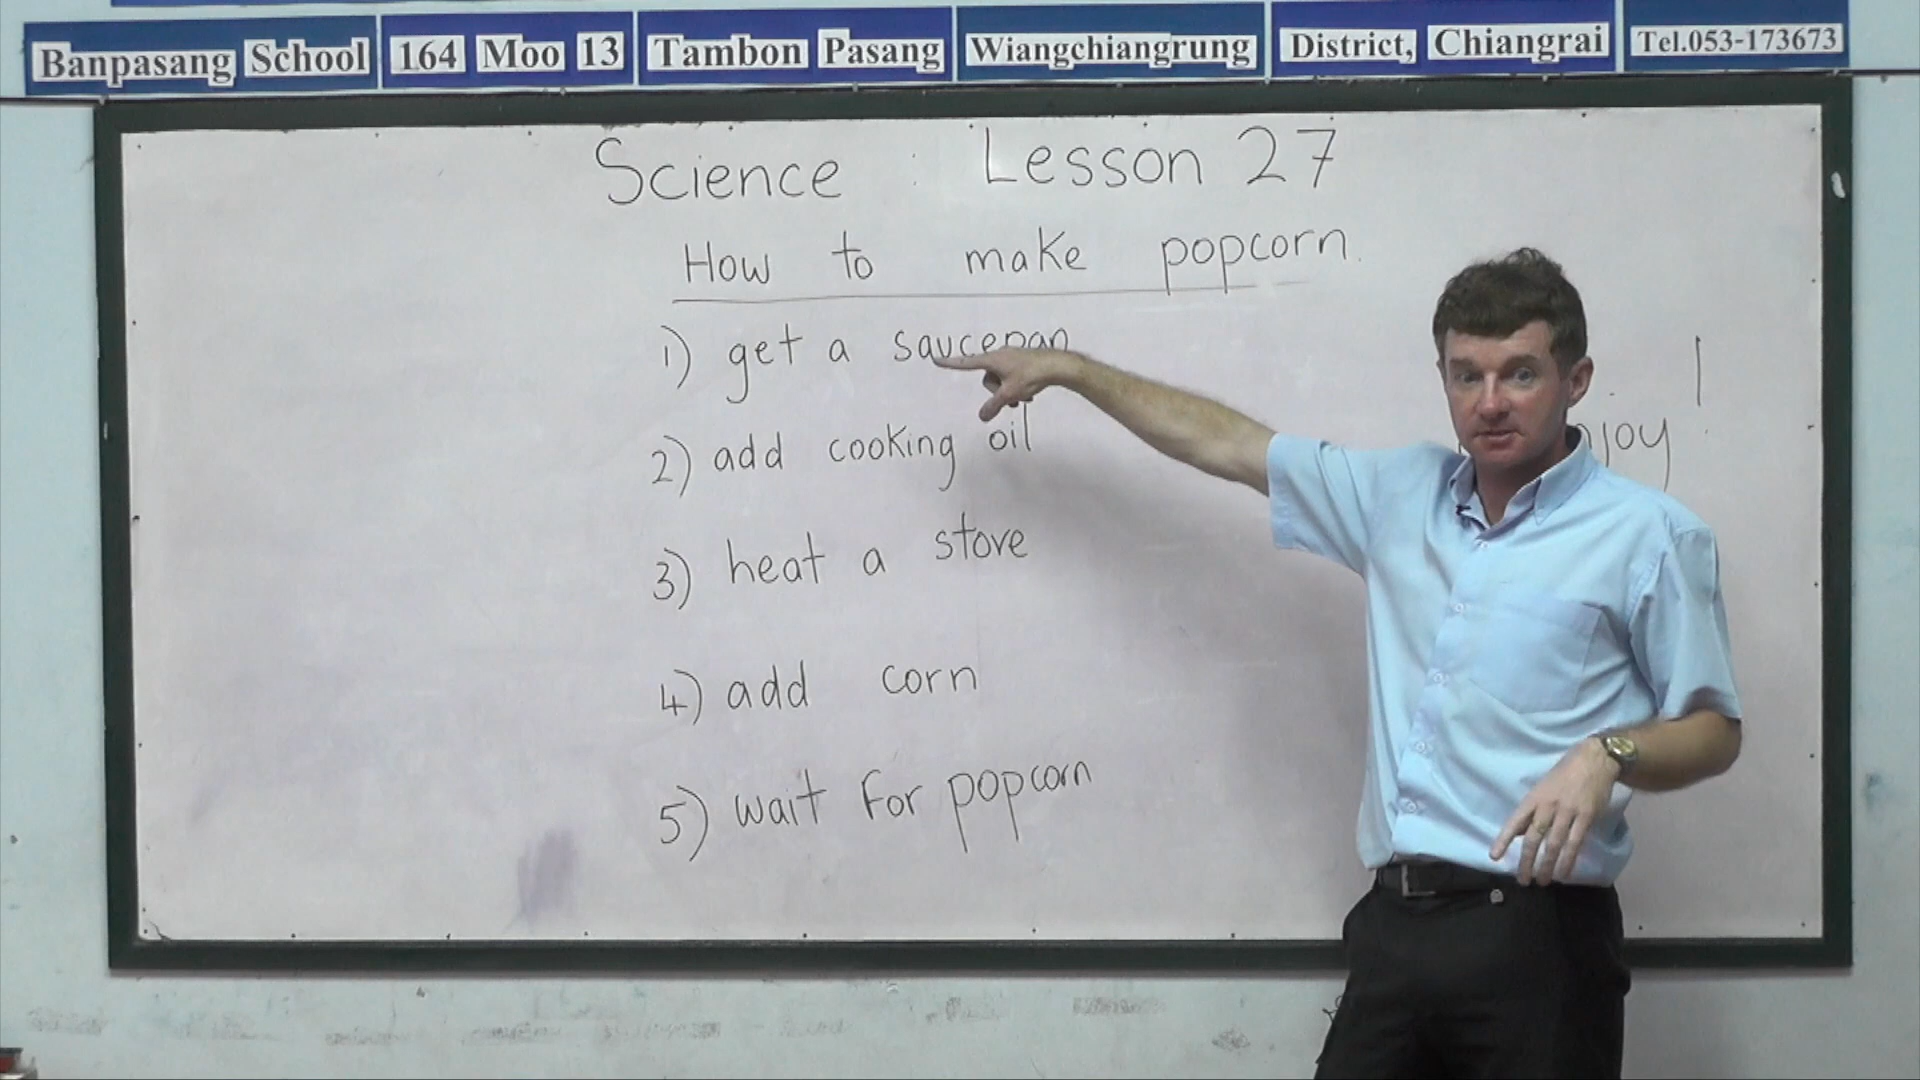 Banpasang School 164 Moo 13 Tambon Pasang Wiangchiangrung District, Chiangrai Tel.053-173673
Science : Lesson 27
How to make popcorn.
1) get a saucepan
2) add cooking oil
3) heat a stove
4) add corn
5) wait for popcorn